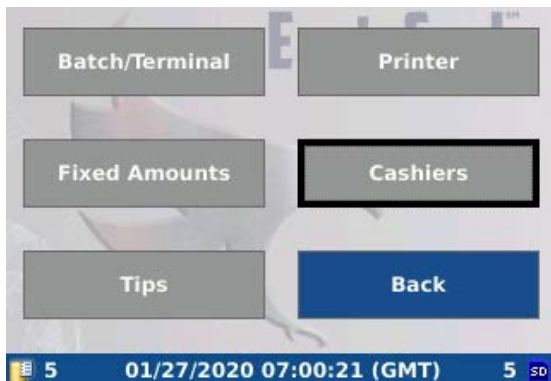 Batch/Terminal
Printer
Fixed Amounts
Cashiers
Tips
Back
5 01/27/2020 07:00:21 (GMT) 5 SD